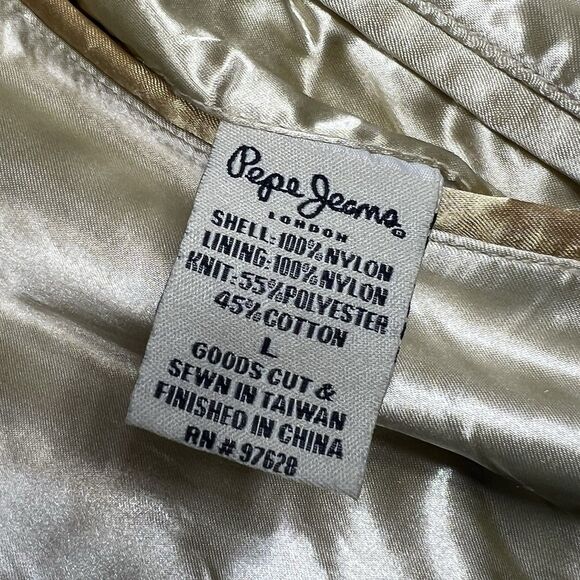 Pepe Jeans®
LONDON
SHELL:100%NYLON
LINING:100%NYLON
KNIT:55%POLYESTER
45%COTTON
L
GOODS CUT &
SEWN IN TAIWAN
FINISHED IN CHINA
RN # 97628